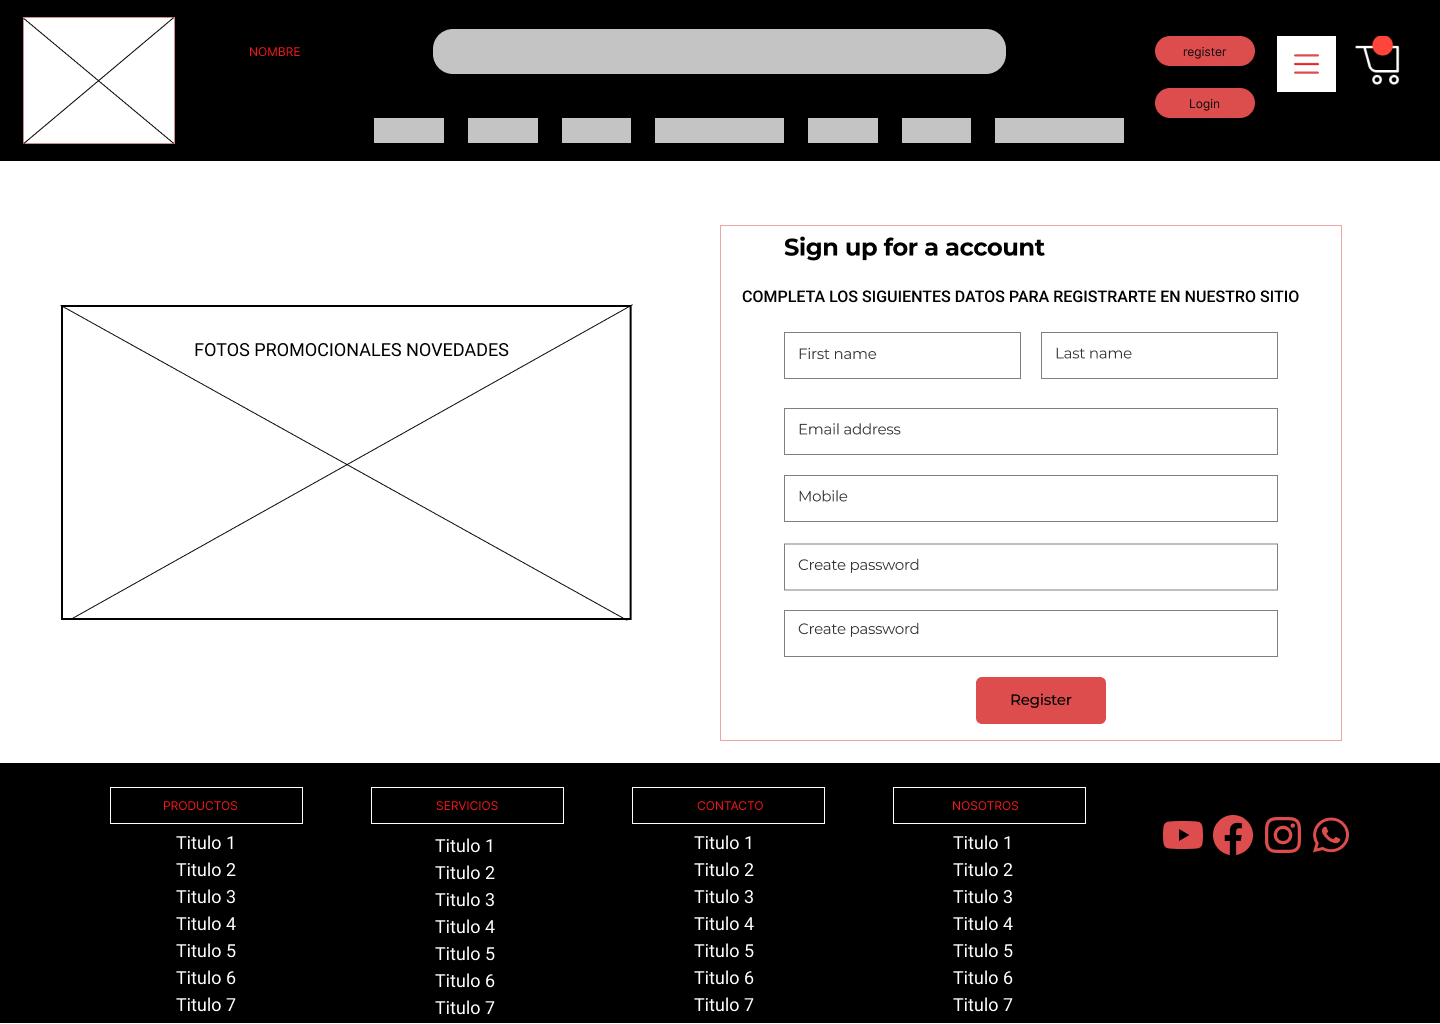 NOMBRE
register
Login
Sign up for a account
COMPLETA LOS SIGUIENTES DATOS PARA REGISTRARTE EN NUESTRO SITIO
FOTOS PROMOCIONALES NOVEDADES
First name
Last name
Email address
Mobile
Create password
Create password
Register
PRODUCTOS
Titulo 1
Titulo 2
Titulo 3
Titulo 4
Titulo 5
Titulo 6
Titulo 7
SERVICIOS
Titulo 1
Titulo 2
Titulo 3
Titulo 4
Titulo 5
Titulo 6
Titulo 7
CONTACTO
Titulo 1
Titulo 2
Titulo 3
Titulo 4
Titulo 5
Titulo 6
Titulo 7
NOSOTROS
Titulo 1
Titulo 2
Titulo 3
Titulo 4
Titulo 5
Titulo 6
Titulo 7